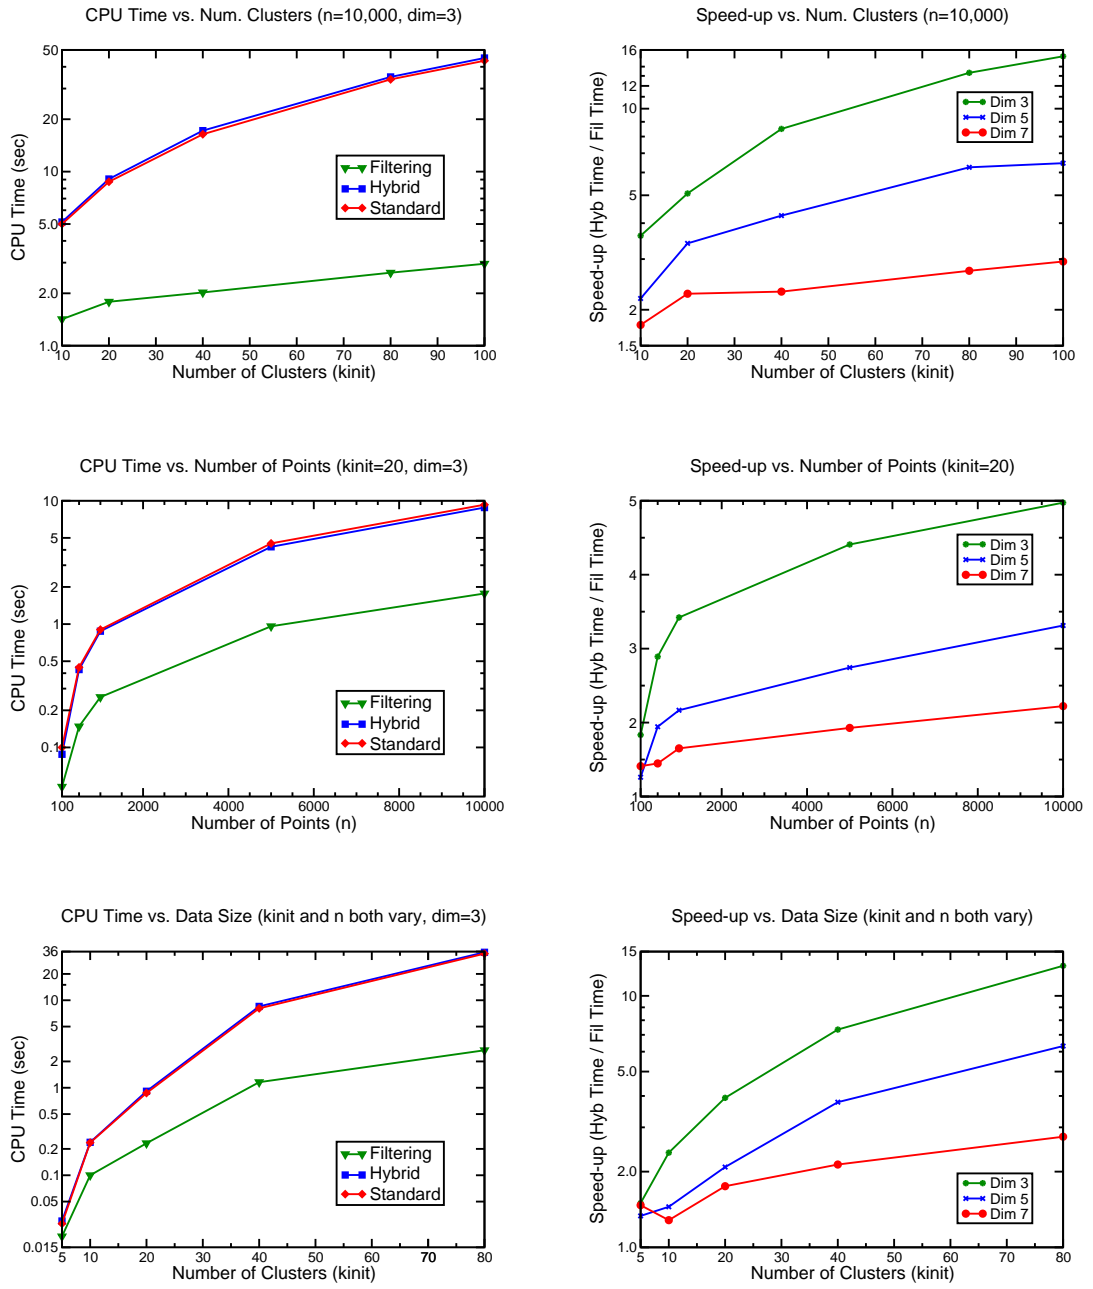 CPU Time vs. Num. Clusters (n=10,000, dim=3)
50
20
10
5.0
2.0
1.0
CPU Time (sec)
Filtering
Hybrid
Standard
10 20 30 40 50 60 70 80 90 100
Number of Clusters (kinit)
Speed-up vs. Num. Clusters (n=10,000)
16
12
10
5
2
1.5
Speed-up (Hyb Time / Fil Time)
Dim 3
Dim 5
Dim 7
10 20 30 40 50 60 70 80 90 100
Number of Clusters (kinit)
CPU Time vs. Number of Points (kinit=20, dim=3)
10
5
2
1
0.5
0.2
0.1
CPU Time (sec)
Filtering
Hybrid
Standard
100 2000 4000 6000 8000 10000
Number of Points (n)
Speed-up vs. Number of Points (kinit=20)
5
4
3
2
1
Speed-up (Hyb Time / Fil Time)
Dim 3
Dim 5
Dim 7
100 2000 4000 6000 8000 10000
Number of Points (n)
CPU Time vs. Data Size (kinit and n both vary, dim=3)
36
20
10
5
2
1
0.5
0.2
0.1
0.05
0.015
CPU Time (sec)
Filtering
Hybrid
Standard
5 10 20 30 40 50 60 70 80
Number of Clusters (kinit)
Speed-up vs. Data Size (kinit and n both vary)
15
10
5.0
2.0
1.0
Speed-up (Hyb Time / Fil Time)
Dim 3
Dim 5
Dim 7
5 10 20 30 40 50 60 70 80
Number of Clusters (kinit)